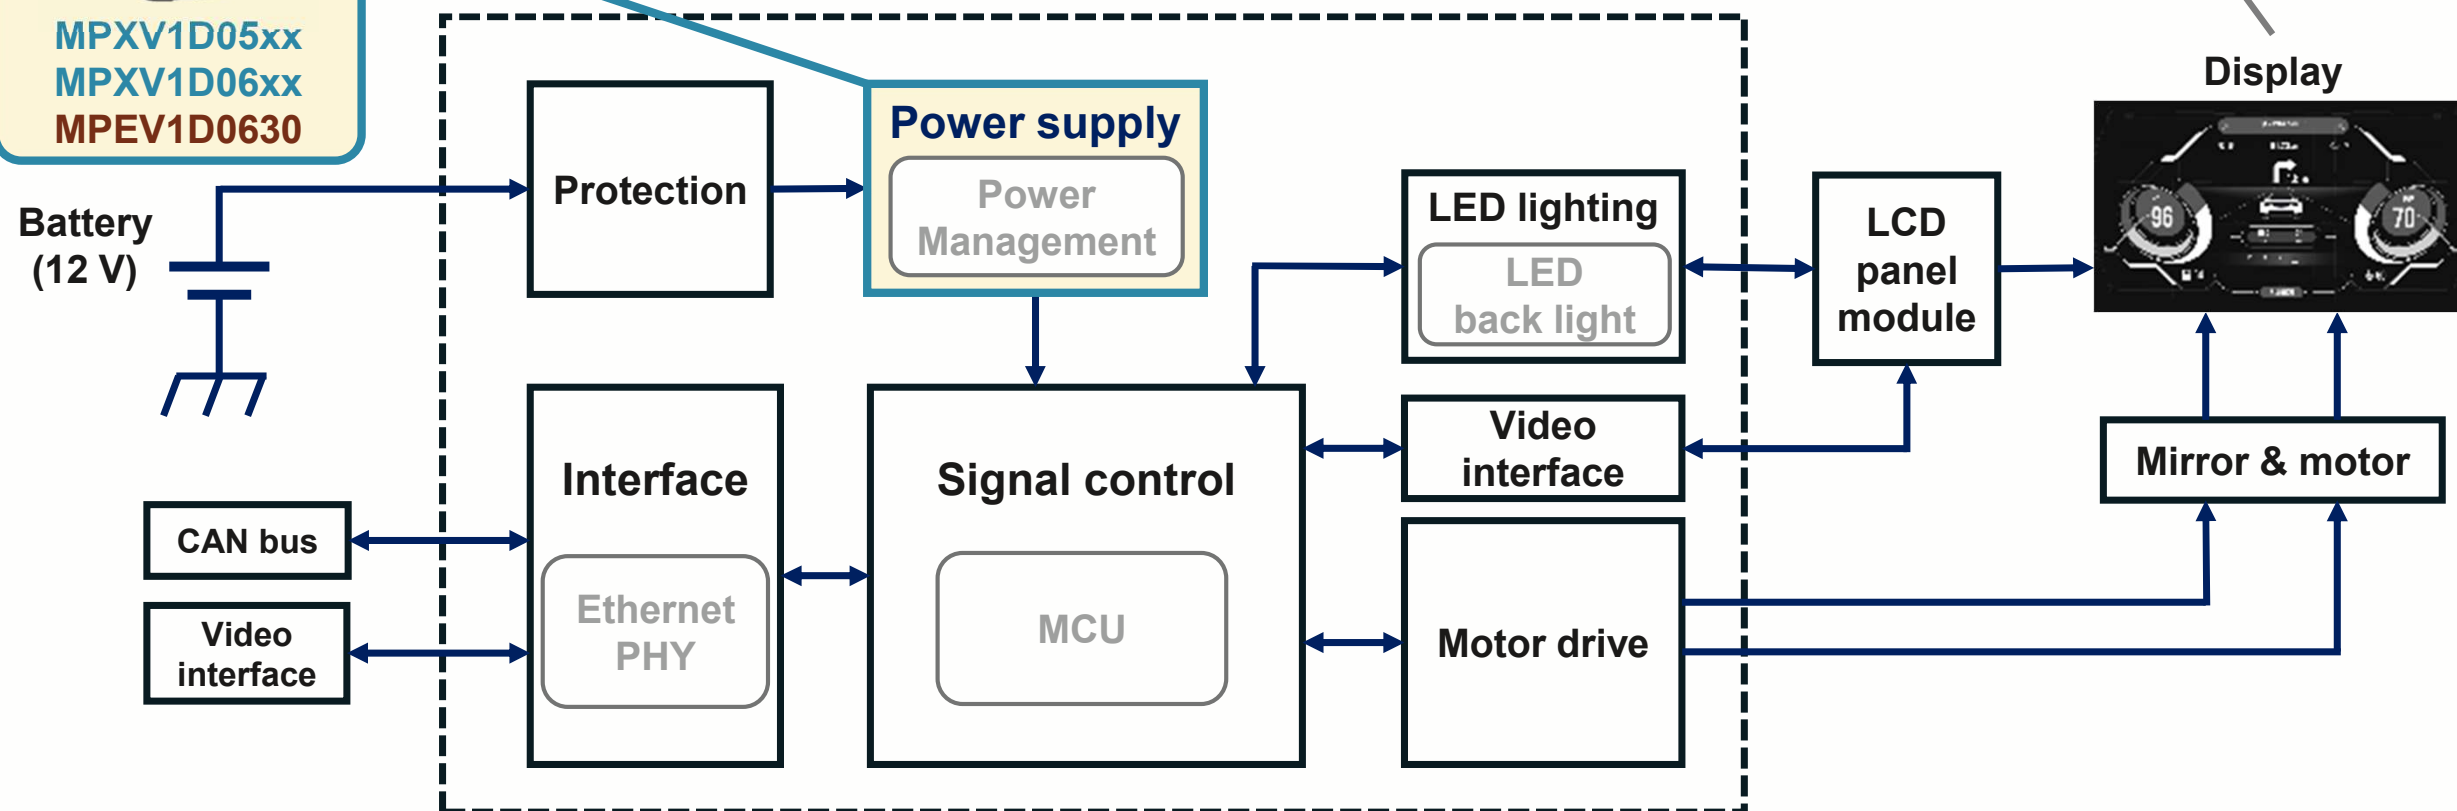 MPXV1D05xx
MPXV1D06xx
MPEV1D0630
Battery
(12 V)
Protection
Power supply
Power
Management
LED lighting
LED
back light
LCD
panel
module
Display
96
70
Interface
Ethernet
PHY
Signal control
MCU
Video
interface
Motor drive
Mirror & motor
CAN bus
Video
interface